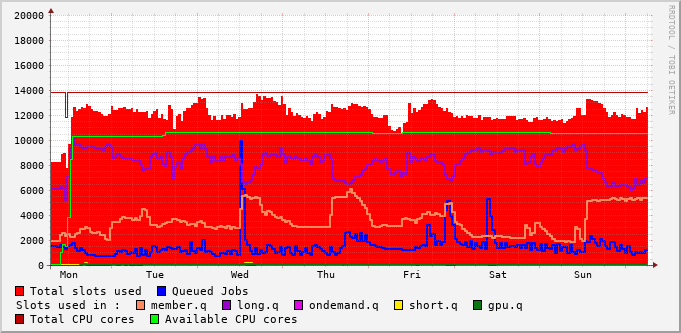 20000
18000
16000
14000
12000
10000
8000
6000
4000
2000
0
Mon Tue Wed Thu Fri Sat Sun
Total slots used Queued Jobs
Slots used in : member.q long.q ondemand.q short.q gpu.q
Total CPU cores Available CPU cores
RRDTOOL / TOBI OETIKER